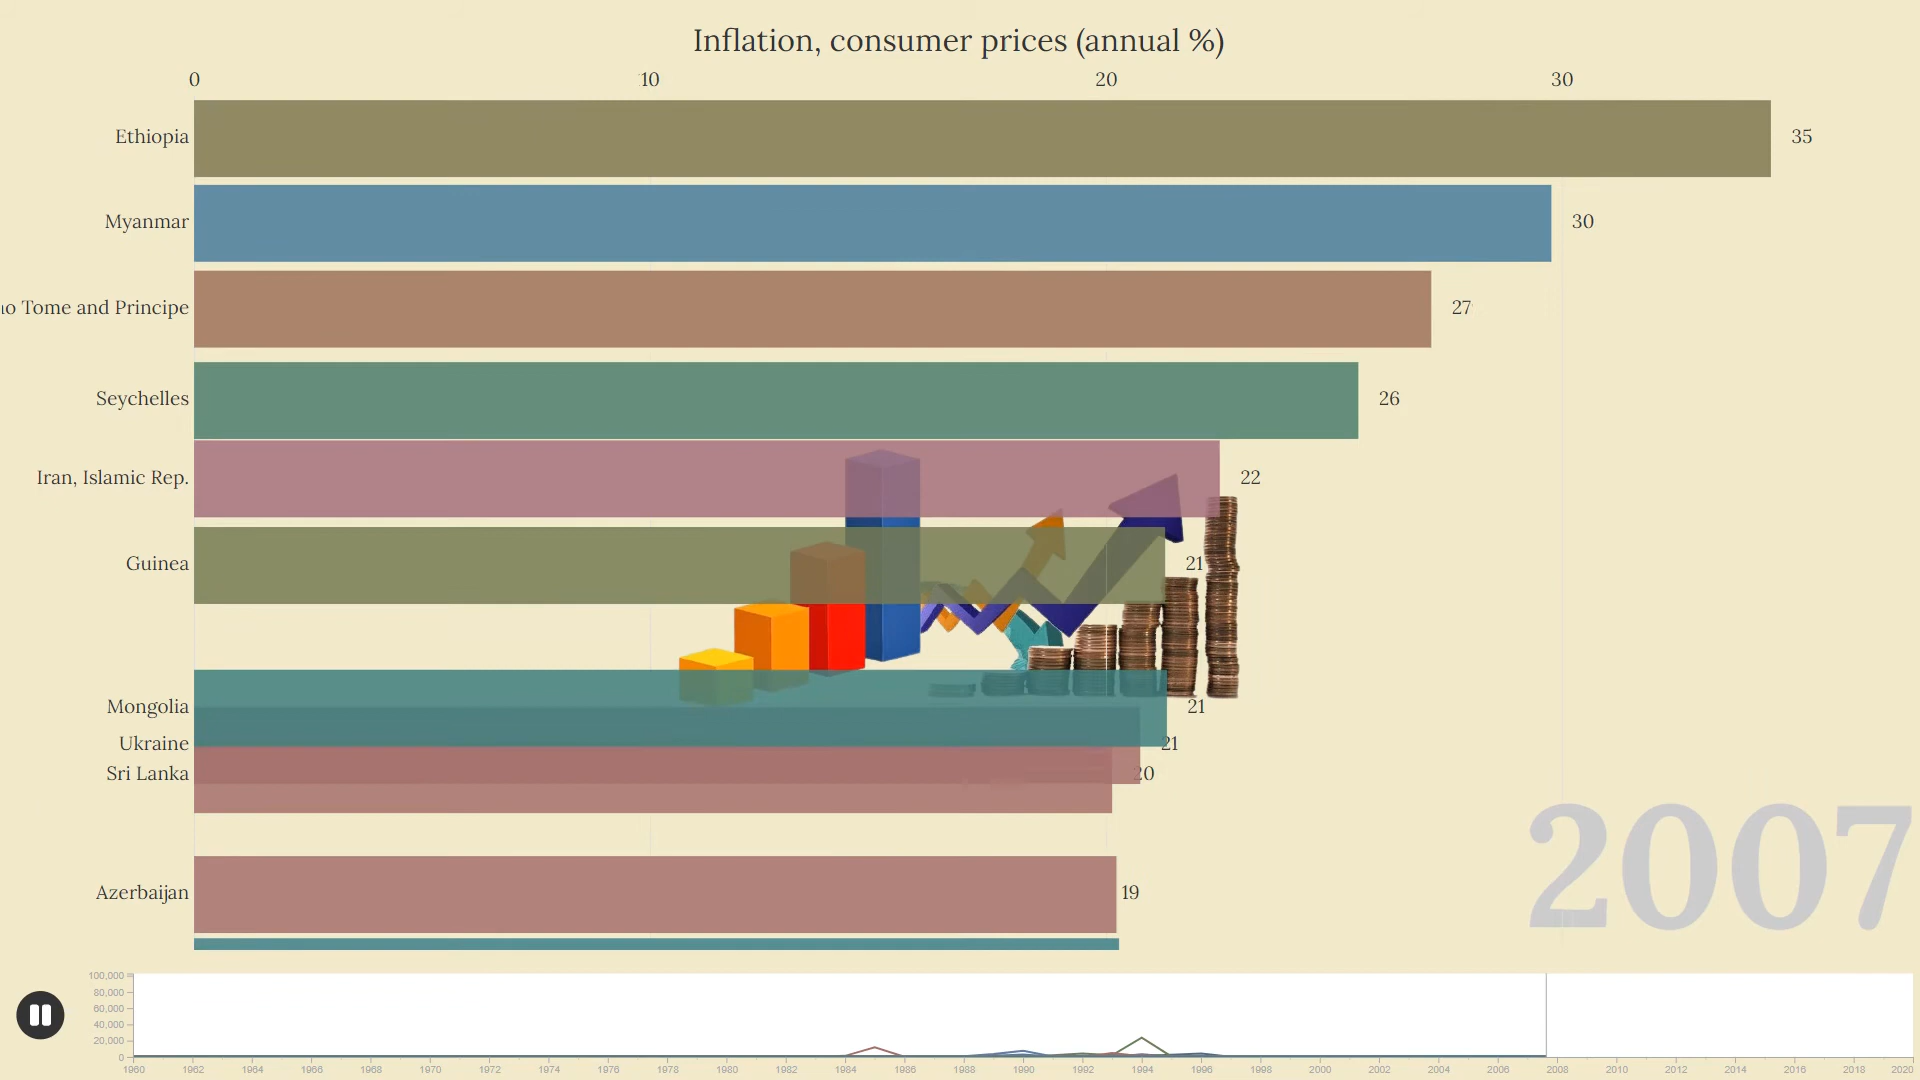 Inflation, consumer prices (annual %)
0 10 20 30
Ethiopia 35
Myanmar 30
Tome and Principe 27
Seychelles 26
Iran, Islamic Rep. 22
Guinea 21
Mongolia 21
Ukraine 21
Sri Lanka 20
Azerbaijan 19
2007
100,000
80,000
60,000
40,000
20,000
0
1960 1962 1964 1966 1968 1970 1972 1974 1976 1978 1980 1982 1984 1986 1988 1990 1992 1994 1996 1998 2000 2002 2004 2006 2008 2010 2012 2014 2016 2018 2020